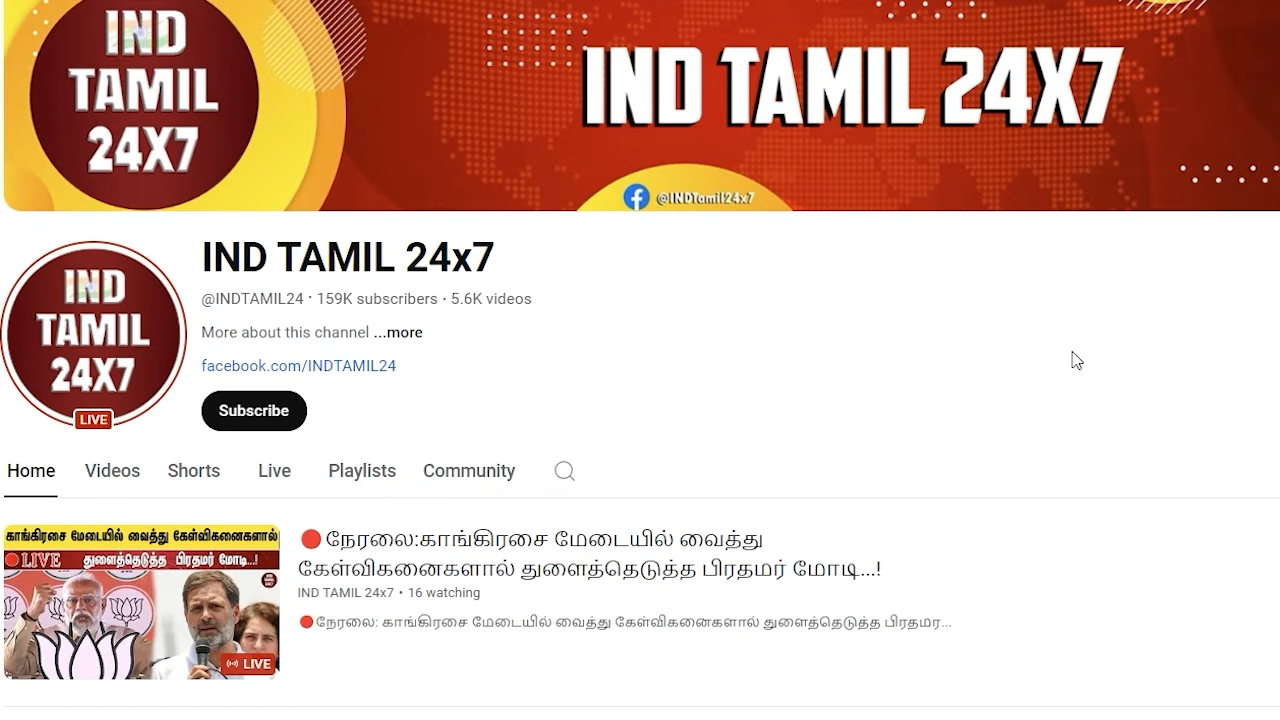 IND
TAMIL
24X7
IND TAMIL 24X7
@INDTamil24x7
IND
TAMIL
24X7
LIVE
IND TAMIL 24x7
@INDTAMIL24 · 159K subscribers · 5.6K videos
More about this channel ...more
facebook.com/INDTAMIL24
Subscribe
Home Videos Shorts Live Playlists Community
காங்கிரசை மேடையில் வைத்து கேள்விகனைகளால்
LIVE துளைத்தெடுத்த பிரதமர் மோடி...!
LIVE
🔴நேரலை:காங்கிரசை மேடையில் வைத்து
கேள்விகனைகளால் துளைத்தெடுத்த பிரதமர் மோடி...!
IND TAMIL 24x7 • 16 watching
🔴நேரலை: காங்கிரசை மேடையில் வைத்து கேள்விகனைகளால் துளைத்தெடுத்த பிரதமர...